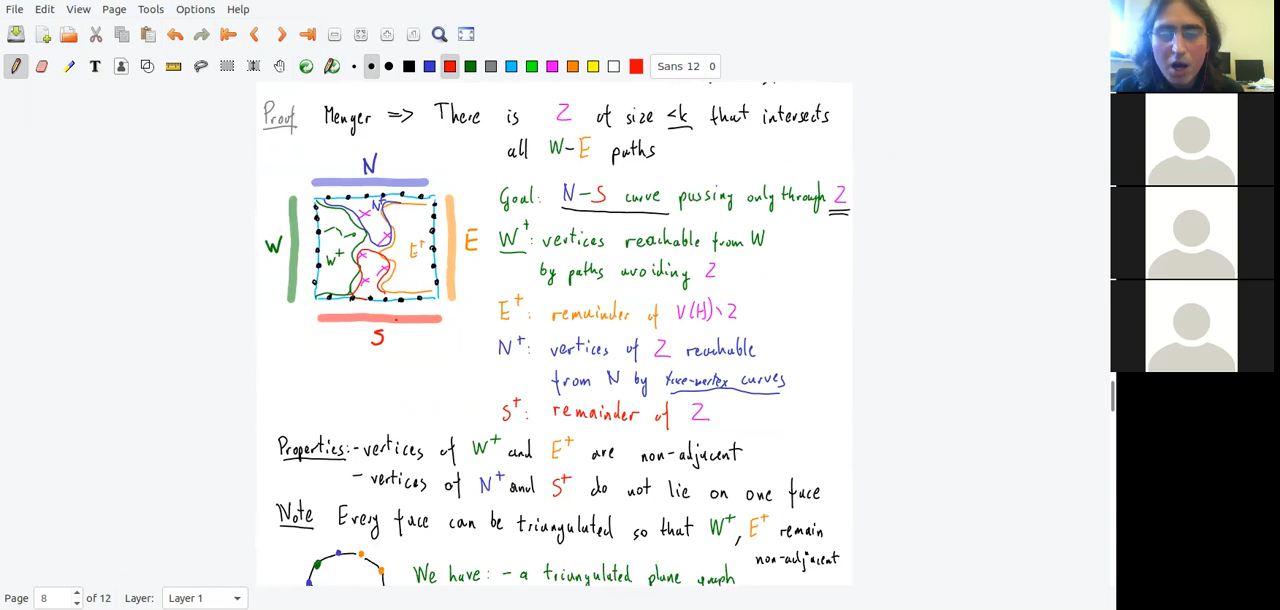 File Edit View Page Tools Options Help
Sans 12 0
Proof Menger => There is Z of size <k that intersects
all W-E paths
N
W
E
S
N+
W+
E+
Goal: N-S curve passing only through Z
W+: vertices reachable from W
by paths avoiding Z
E+: remainder of V(H)\Z
N+: vertices of Z reachable
from N by face-vertex curves
S+: remainder of Z
Properties: - vertices of W+ and E+ are non-adjacent
- vertices of N+ and S+ do not lie on one face
Note Every face can be triangulated so that W+, E+ remain
non-adjacent
We have: - a triangulated plane graph
Page 8 of 12 Layer: Layer 1